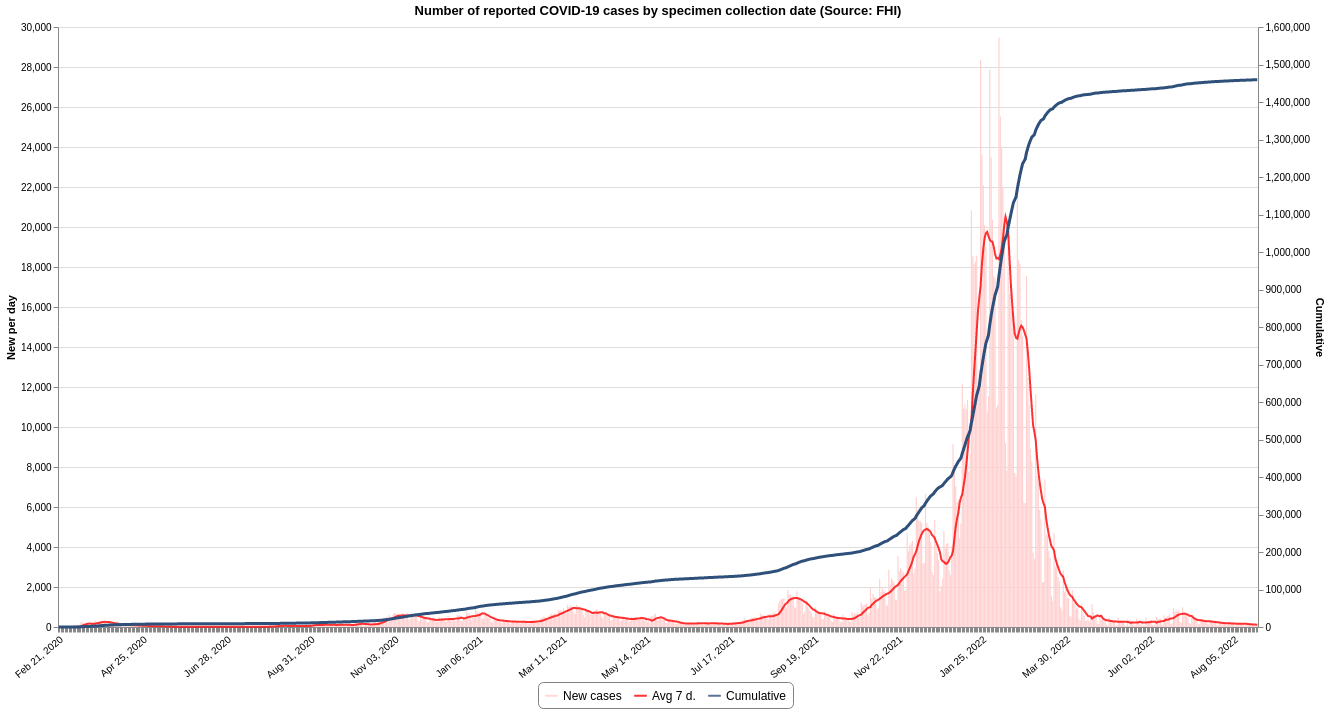 Number of reported COVID-19 cases by specimen collection date (Source: FHI)
30,000
28,000
26,000
24,000
22,000
20,000
18,000
16,000
14,000
12,000
10,000
8,000
6,000
4,000
2,000
0
New per day
1,600,000
1,500,000
1,400,000
1,300,000
1,200,000
1,100,000
1,000,000
900,000
800,000
700,000
600,000
500,000
400,000
300,000
200,000
100,000
0
Cumulative
Feb 21, 2020
Apr 25, 2020
Jun 28, 2020
Aug 31, 2020
Nov 03, 2020
Jan 06, 2021
Mar 11, 2021
May 14, 2021
Jul 17, 2021
Sep 19, 2021
Nov 22, 2021
Jan 25, 2022
Mar 30, 2022
Jun 02, 2022
Aug 05, 2022
New cases Avg 7 d. Cumulative